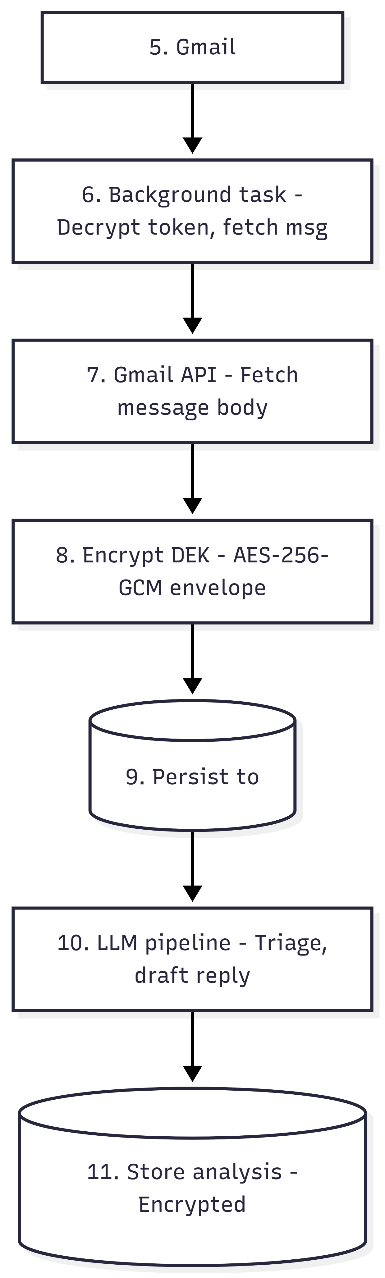 5. Gmail
6. Background task -
Decrypt token, fetch msg
7. Gmail API - Fetch
message body
8. Encrypt DEK - AES-256-
GCM envelope
9. Persist to
10. LLM pipeline - Triage,
draft reply
11. Store analysis -
Encrypted